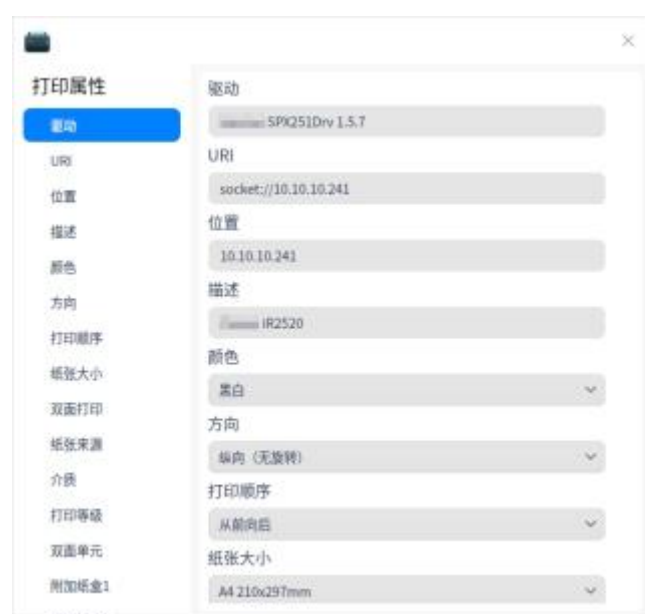 打印属性
驱动
URI
位置
描述
颜色
方向
打印顺序
纸张大小
双面打印
纸张来源
介质
打印等级
双面单元
附加纸盒1
驱动
SPX251Drv 1.5.7
URI
socket://10.10.10.241
位置
10.10.10.241
描述
iR2520
颜色
黑白
方向
纵向（无旋转）
打印顺序
从前向后
纸张大小
A4 210x297mm